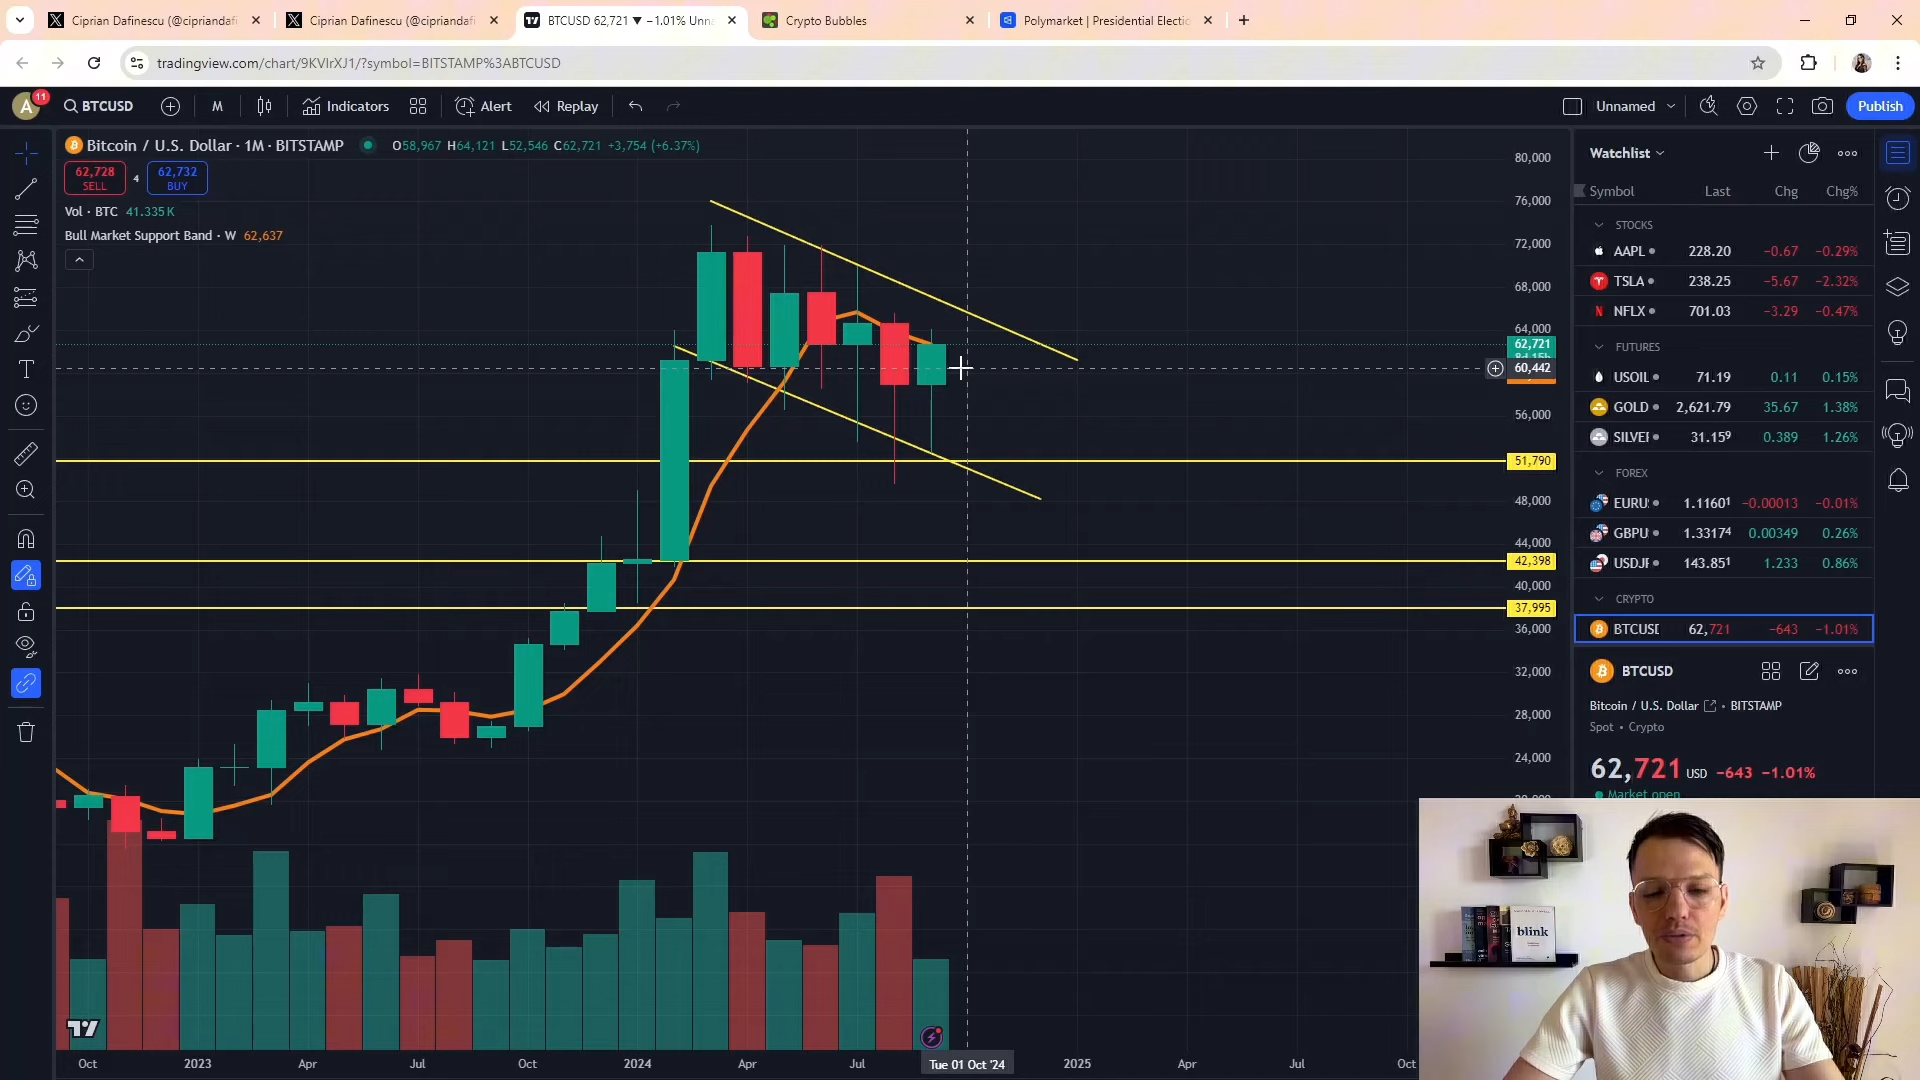 Ciprian Dafinescu (@cipriandafi
Ciprian Dafinescu (@cipriandafi
BTCUSD 62,721 ▼ −1.01% Unna
Crypto Bubbles
Polymarket | Presidential Electio
tradingview.com/chart/9KVIrXJ1/?symbol=BITSTAMP%3ABTCUSD
A
11
BTCUSD
M
Indicators
Alert
Replay
Unnamed
Publish
Bitcoin / U.S. Dollar · 1M · BITSTAMP
O58,967 H64,121 L52,546 C62,721 +3,754 (+6.37%)
62,728
SELL
4
62,732
BUY
Vol · BTC 41.335K
Bull Market Support Band · W 62,637
80,000
76,000
72,000
68,000
64,000
62,721
8d 15h
60,442
56,000
51,790
48,000
44,000
42,398
40,000
37,995
36,000
32,000
28,000
24,000
Oct
2023
Apr
Jul
Oct
2024
Apr
Jul
Tue 01 Oct '24
2025
Apr
Jul
Oct
Watchlist
Symbol Last Chg Chg%
STOCKS
AAPL 228.20 −0.67 −0.29%
TSLA 238.25 −5.67 −2.32%
NFLX 701.03 −3.29 −0.47%
FUTURES
USOIL 71.19 0.11 0.15%
GOLD 2,621.79 35.67 1.38%
SILVER 31.159 0.389 1.26%
FOREX
EURU 1.11601 −0.00013 −0.01%
GBPU 1.33174 0.00349 0.26%
USDJF 143.851 1.233 0.86%
CRYPTO
BTCUSD 62,721 −643 −1.01%
BTCUSD
Bitcoin / U.S. Dollar · BITSTAMP
Spot · Crypto
62,721 USD −643 −1.01%
Market open
blink